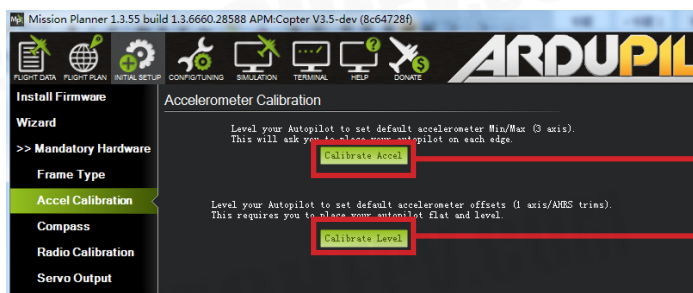 Mission Planner 1.3.55 build 1.3.6660.28588 APM:Copter V3.5-dev (8c64728f)
FLIGHT DATA FLIGHT PLAN INITIAL SETUP CONFIG/TUNING SIMULATION TERMINAL HELP DONATE
ARDUPIL
Install Firmware
Accelerometer Calibration
Wizard
Level your Autopilot to set default accelerometer Min/Max (3 axis).
This will ask you to place your autopilot on each edge.
>> Mandatory Hardware
Calibrate Accel
Frame Type
Accel Calibration
Level your Autopilot to set default accelerometer offsets (1 axis/AHRS trims).
This requires you to place your autopilot flat and level.
Compass
Calibrate Level
Radio Calibration
Servo Output